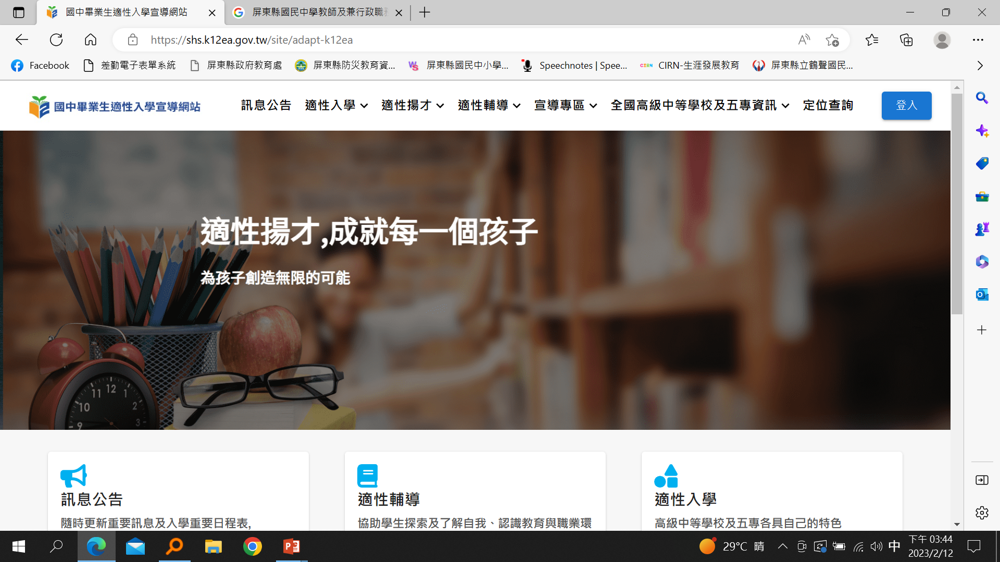 國中畢業生適性入學宣導網站
屏東縣國民中學教師及兼行政職
https://shs.k12ea.gov.tw/site/adapt-k12ea
Facebook
差勤電子表單系統
屏東縣政府教育處
屏東縣防災教育資...
屏東縣國民中小學...
Speechnotes | Spee...
CIRN-生涯發展教育
屏東縣立鶴聲國民...
國中畢業生適性入學宣導網站
訊息公告
適性入學
適性揚才
適性輔導
宣導專區
全國高級中等學校及五專資訊
定位查詢
登入
適性揚才,成就每一個孩子
為孩子創造無限的可能
11 12 1
10 2
9 3
訊息公告
隨時更新重要訊息及入學重要日程表,
適性輔導
協助學生探索及了解自我、認識教育與職業環
適性入學
高級中等學校及五專各具自己的特色
29°C 晴
中
下午 03:44
2023/2/12